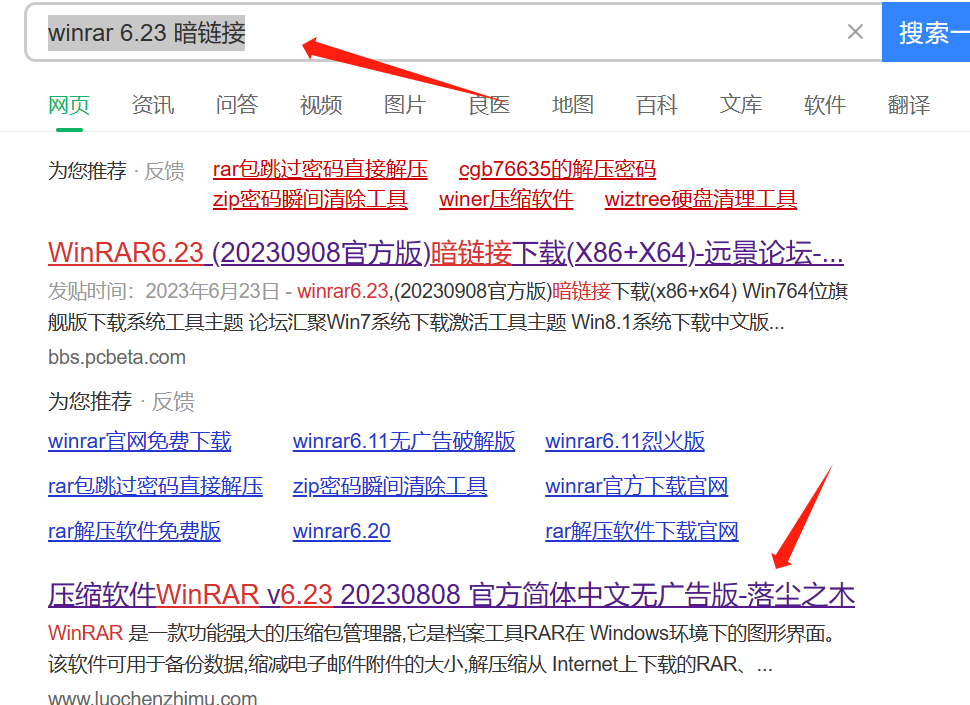 winrar 6.23 暗链接
搜索一
网页 资讯 问答 视频 图片 良医 地图 百科 文库 软件 翻译
为您推荐 · 反馈 rar包跳过密码直接解压 cgb76635的解压密码
zip密码瞬间清除工具 winer压缩软件 wiztree硬盘清理工具
WinRAR6.23 (20230908官方版)暗链接下载(X86+X64)-远景论坛-...
发贴时间：2023年6月23日 - winrar6.23,(20230908官方版)暗链接下载(x86+x64) Win764位旗
舰版下载系统工具主题 论坛汇聚Win7系统下载激活工具主题 Win8.1系统下载中文版...
bbs.pcbeta.com
为您推荐 · 反馈
winrar官网免费下载 winrar6.11无广告破解版 winrar6.11烈火版
rar包跳过密码直接解压 zip密码瞬间清除工具 winrar官方下载官网
rar解压软件免费版 winrar6.20 rar解压软件下载官网
压缩软件WinRAR v6.23 20230808 官方简体中文无广告版-落尘之木
WinRAR 是一款功能强大的压缩包管理器,它是档案工具RAR在 Windows环境下的图形界面。
该软件可用于备份数据,缩减电子邮件附件的大小,解压缩从 Internet上下载的RAR、...
www.luochenzhimu.com